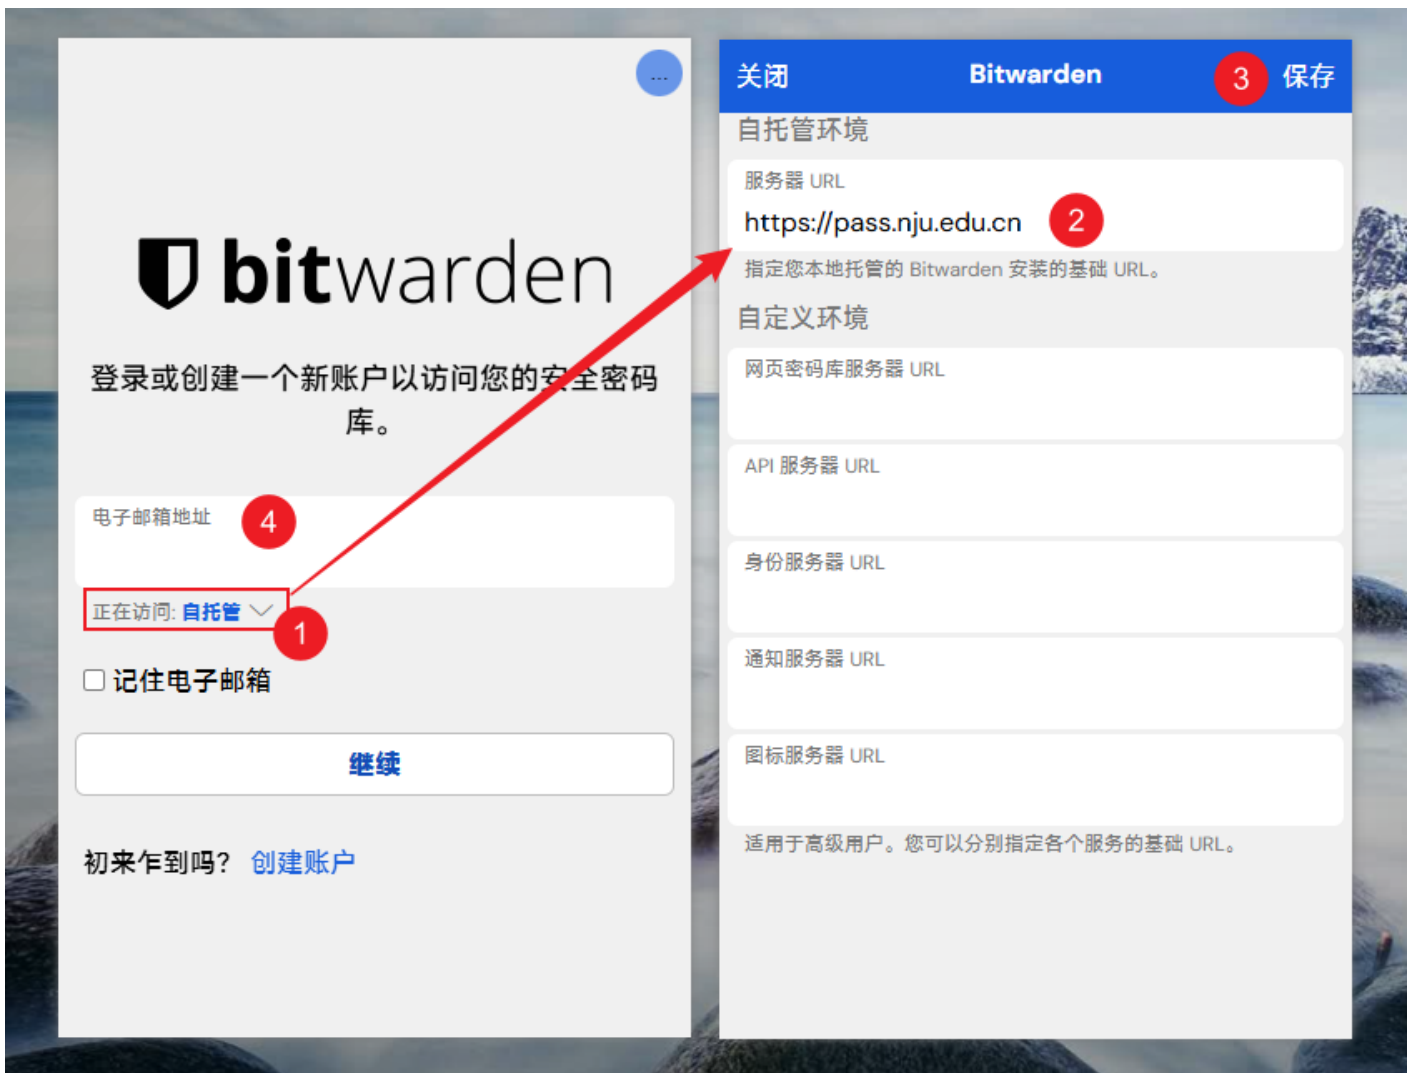 ...
bitwarden
登录或创建一个新账户以访问您的安全密码
库。
电子邮箱地址
4
正在访问: 自托管
1
记住电子邮箱
继续
初来乍到吗? 创建账户
关闭 Bitwarden 3 保存
自托管环境
服务器 URL
https://pass.nju.edu.cn 2
指定您本地托管的 Bitwarden 安装的基础 URL。
自定义环境
网页密码库服务器 URL
API 服务器 URL
身份服务器 URL
通知服务器 URL
图标服务器 URL
适用于高级用户。您可以分别指定各个服务的基础 URL。